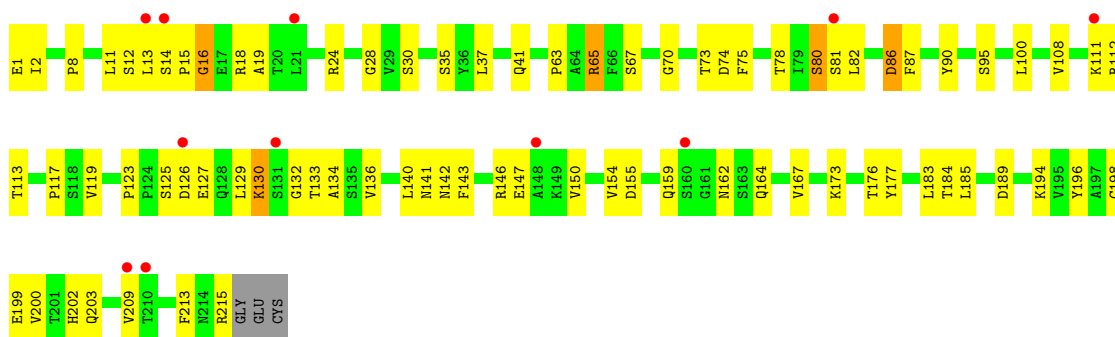 E1 I2 P8 L11 S12 L13 S14 P15 G16 E17 R18 A19 T20 L21 R24 G28 V29 S30 S35 Y36 L37 Q41 P63 A64 R65 F66 S67 G70 T73 D74 F75 T78 I79 S80 S81 L82 D86 F87 Y90 S95 L100 V108 K111
T113 P117 S118 V119 P123 P124 S125 D126 E127 Q128 L129 K130 S131 G132 T133 A134 S135 V136 L140 N141 N142 F143 R146 E147 A148 K149 V150 V154 D155 Q159 S160 G161 N162 S163 Q164 V167 K173 T176 Y177 L183 T184 L185 D189 K194 V195 Y196 A197
E199 V200 T201 H202 Q203 V209 T210 F213 N214 R215 GLY GLU CYS